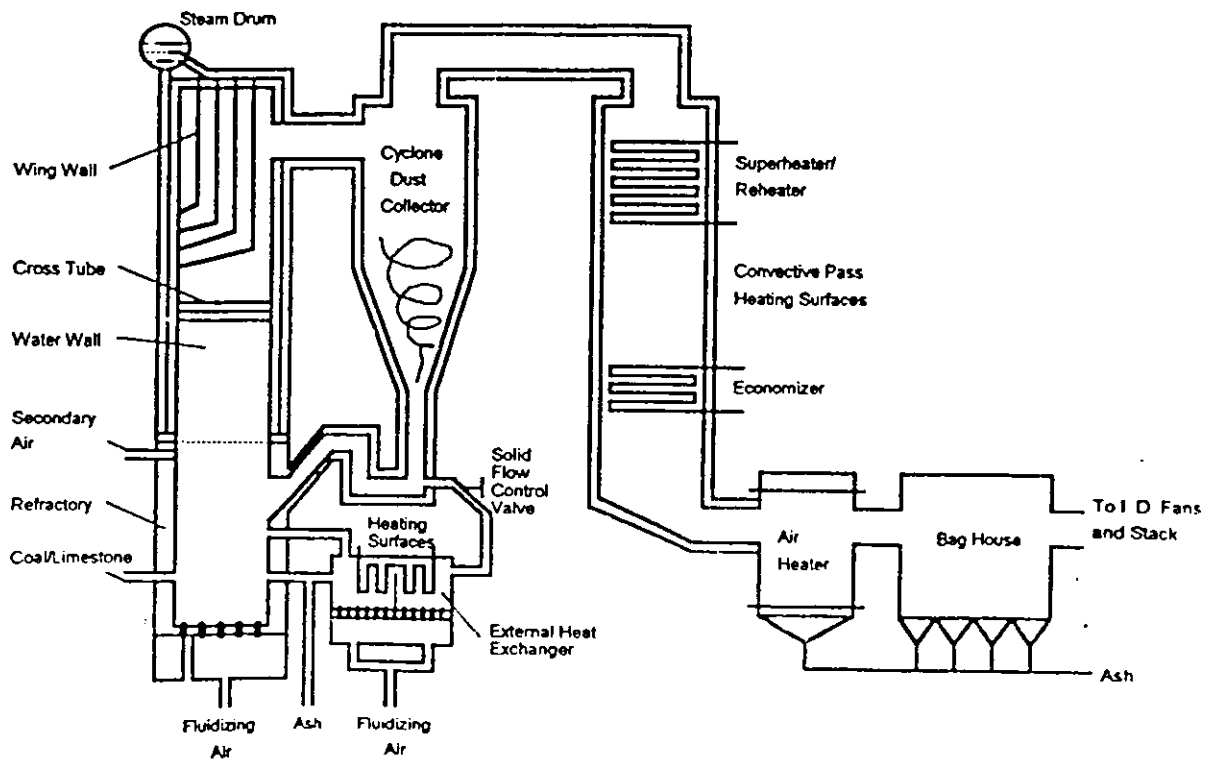 Steam Drum
Wing Wall
Cross Tube
Water Wall
Secondary
Air
Refractory
Coal/Limestone
Cyclone
Dust
Collector
Superheater/
Reheater
Convective Pass
Heating Surfaces
Economizer
Solid
Flow
Control
Valve
Heating
Surfaces
External Heat
Exchanger
Air
Heater
Bag House
To I D Fans
and Stack
Ash
Fluidizing
Air
Ash
Fluidizing
Air